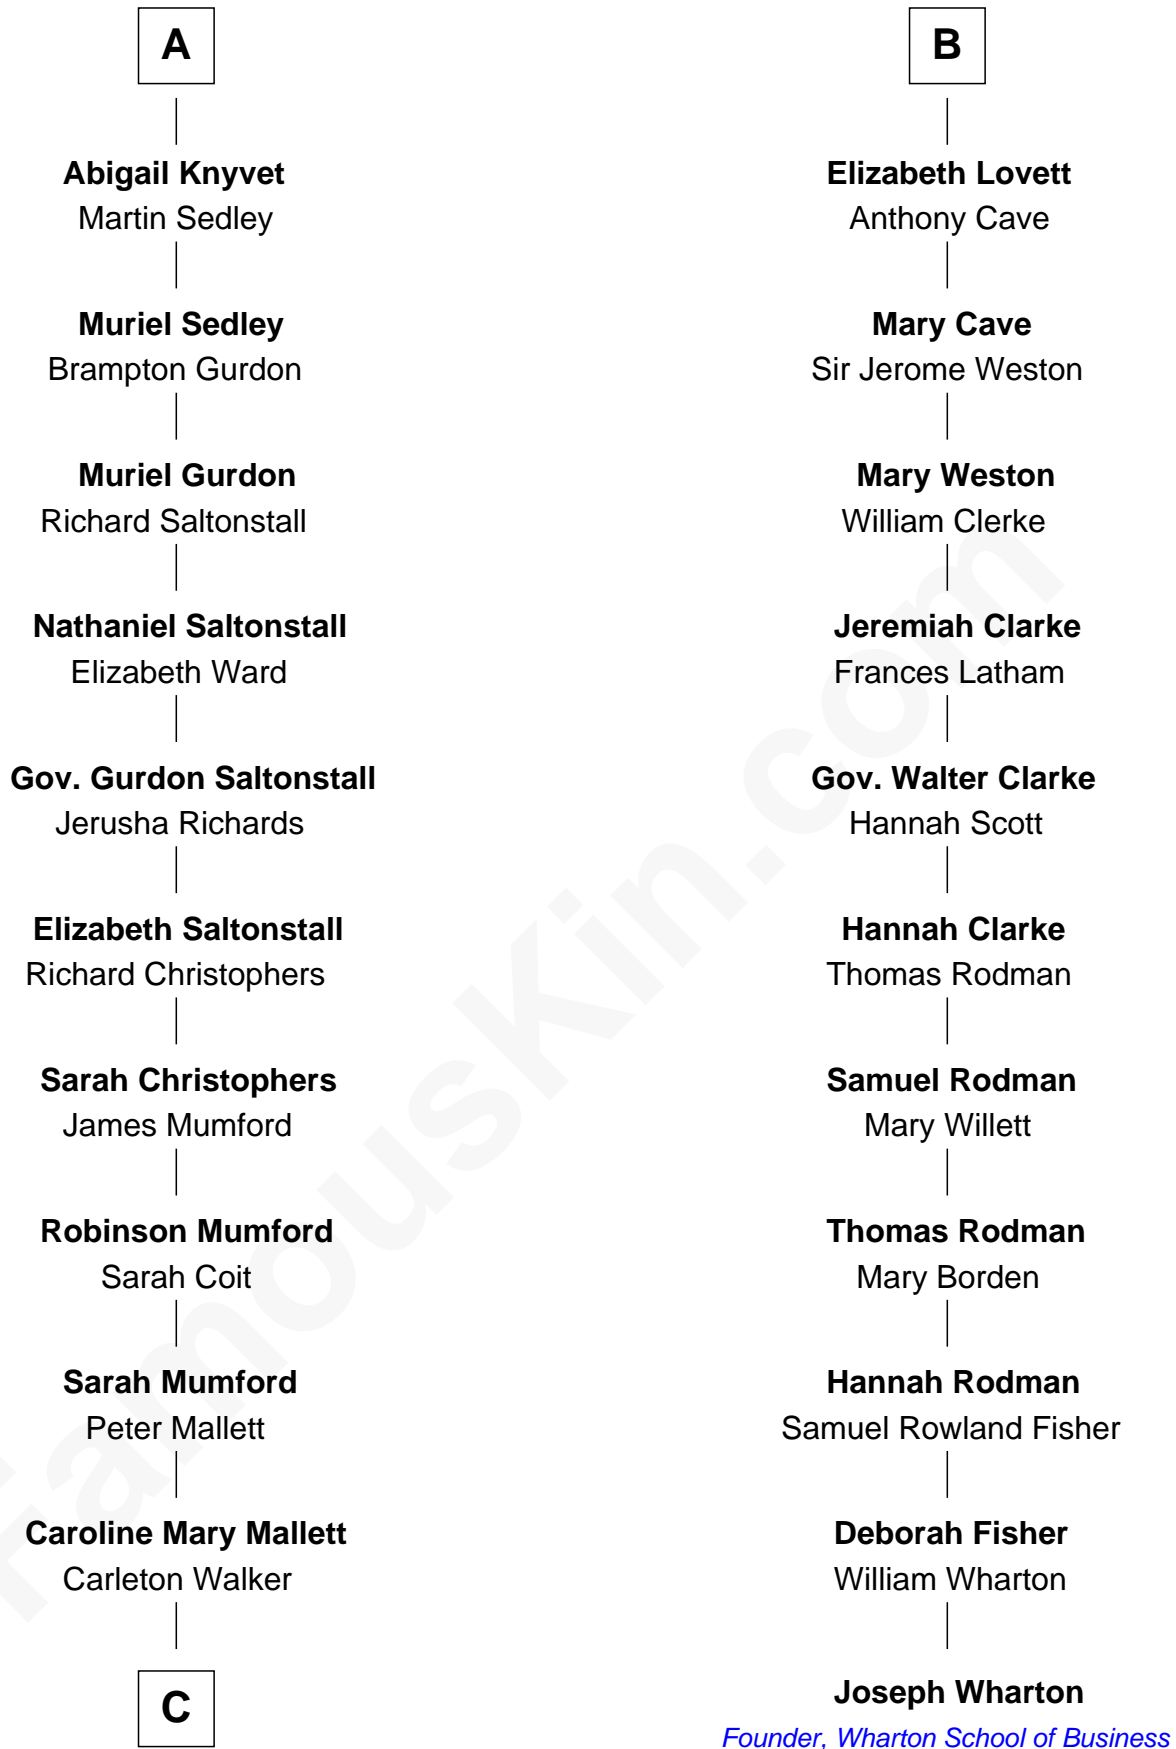 A
Abigail Knyvet
Martin Sedley
Muriel Sedley
Brampton Gurdon
Muriel Gurdon
Richard Saltonstall
Nathaniel Saltonstall
Elizabeth Ward
Gov. Gurdon Saltonstall
Jerusha Richards
Elizabeth Saltonstall
Richard Christophers
Sarah Christophers
James Mumford
Robinson Mumford
Sarah Coit
Sarah Mumford
Peter Mallett
Caroline Mary Mallett
Carleton Walker
C
B
Elizabeth Lovett
Anthony Cave
Mary Cave
Sir Jerome Weston
Mary Weston
William Clerke
Jeremiah Clarke
Frances Latham
Gov. Walter Clarke
Hannah Scott
Hannah Clarke
Thomas Rodman
Samuel Rodman
Mary Willett
Thomas Rodman
Mary Borden
Hannah Rodman
Samuel Rowland Fisher
Deborah Fisher
William Wharton
Joseph Wharton
Founder, Wharton School of Business
FamousKin.com